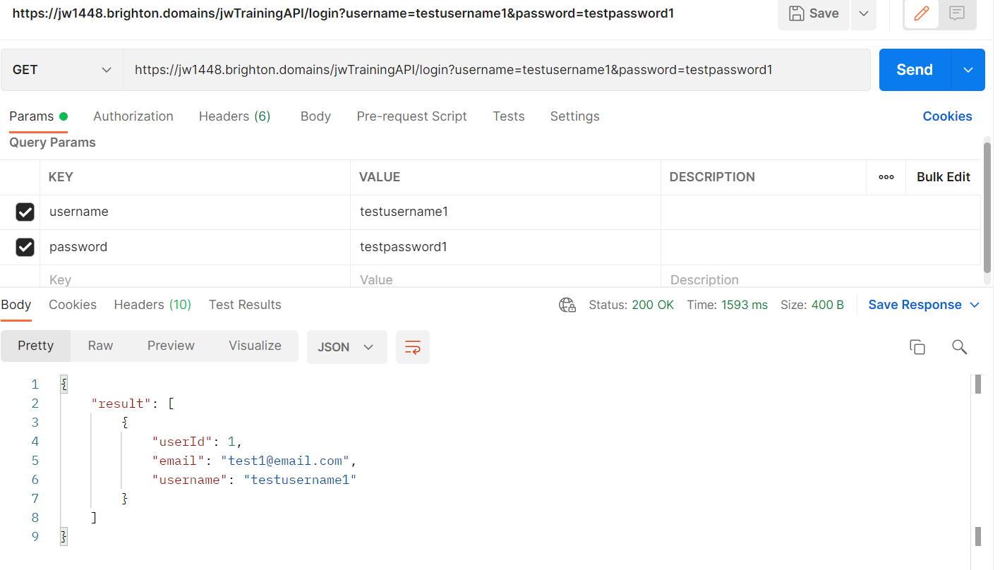 https://jw1448.brighton.domains/jwTrainingAPI/login?username=testusername1&password=testpassword1
Save
GET
https://jw1448.brighton.domains/jwTrainingAPI/login?username=testusername1&password=testpassword1
Send
Params Authorization Headers (6) Body Pre-request Script Tests Settings Cookies
Query Params
KEY VALUE DESCRIPTION ooo Bulk Edit
username testusername1
password testpassword1
Key Value Description
Body Cookies Headers (10) Test Results Status: 200 OK Time: 1593 ms Size: 400 B Save Response
Pretty Raw Preview Visualize JSON
1 {
2 "result": [
3 {
4 "userId": 1,
5 "email": "test1@email.com",
6 "username": "testusername1"
7 }
8 ]
9 }